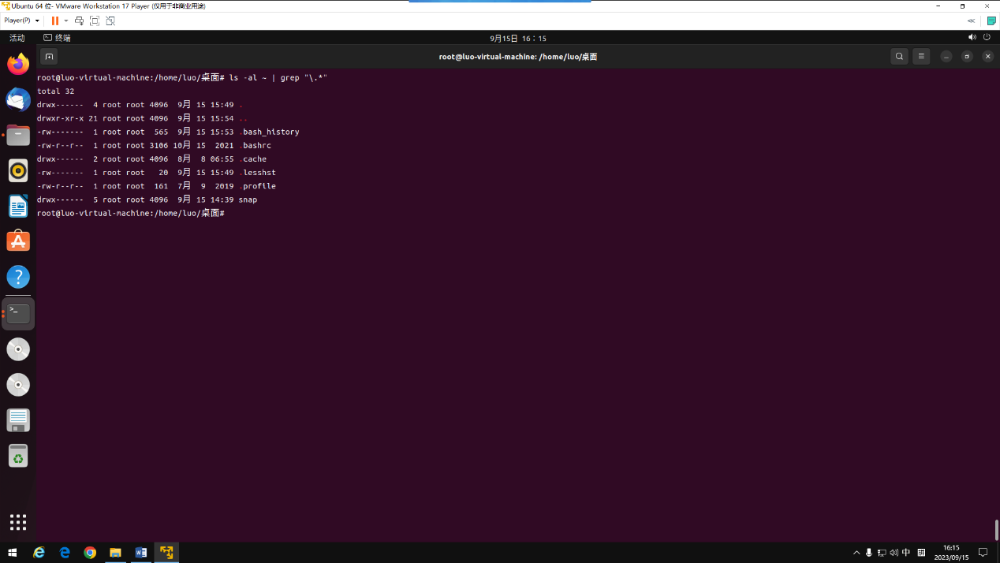 Ubuntu 64 位- VMware Workstation 17 Player (仅用于非商业用途)
Player(P)
活动
终端
9月15日 16：15
root@luo-virtual-machine: /home/luo/桌面
root@luo-virtual-machine:/home/luo/桌面# ls -al ~ | grep "\.*"
total 32
drwx------  4 root root 4096  9月 15 15:49 .
drwxr-xr-x 21 root root 4096  9月 15 15:54 ..
-rw-------  1 root root  565  9月 15 15:53 .bash_history
-rw-r--r--  1 root root 3106 10月 15  2021 .bashrc
drwx------  2 root root 4096  8月  8 06:55 .cache
-rw-------  1 root root   20  9月 15 15:49 .lesshst
-rw-r--r--  1 root root  161  7月  9  2019 .profile
drwx------  5 root root 4096  9月 15 14:39 snap
root@luo-virtual-machine:/home/luo/桌面#
中
拼
16:15
2023/09/15